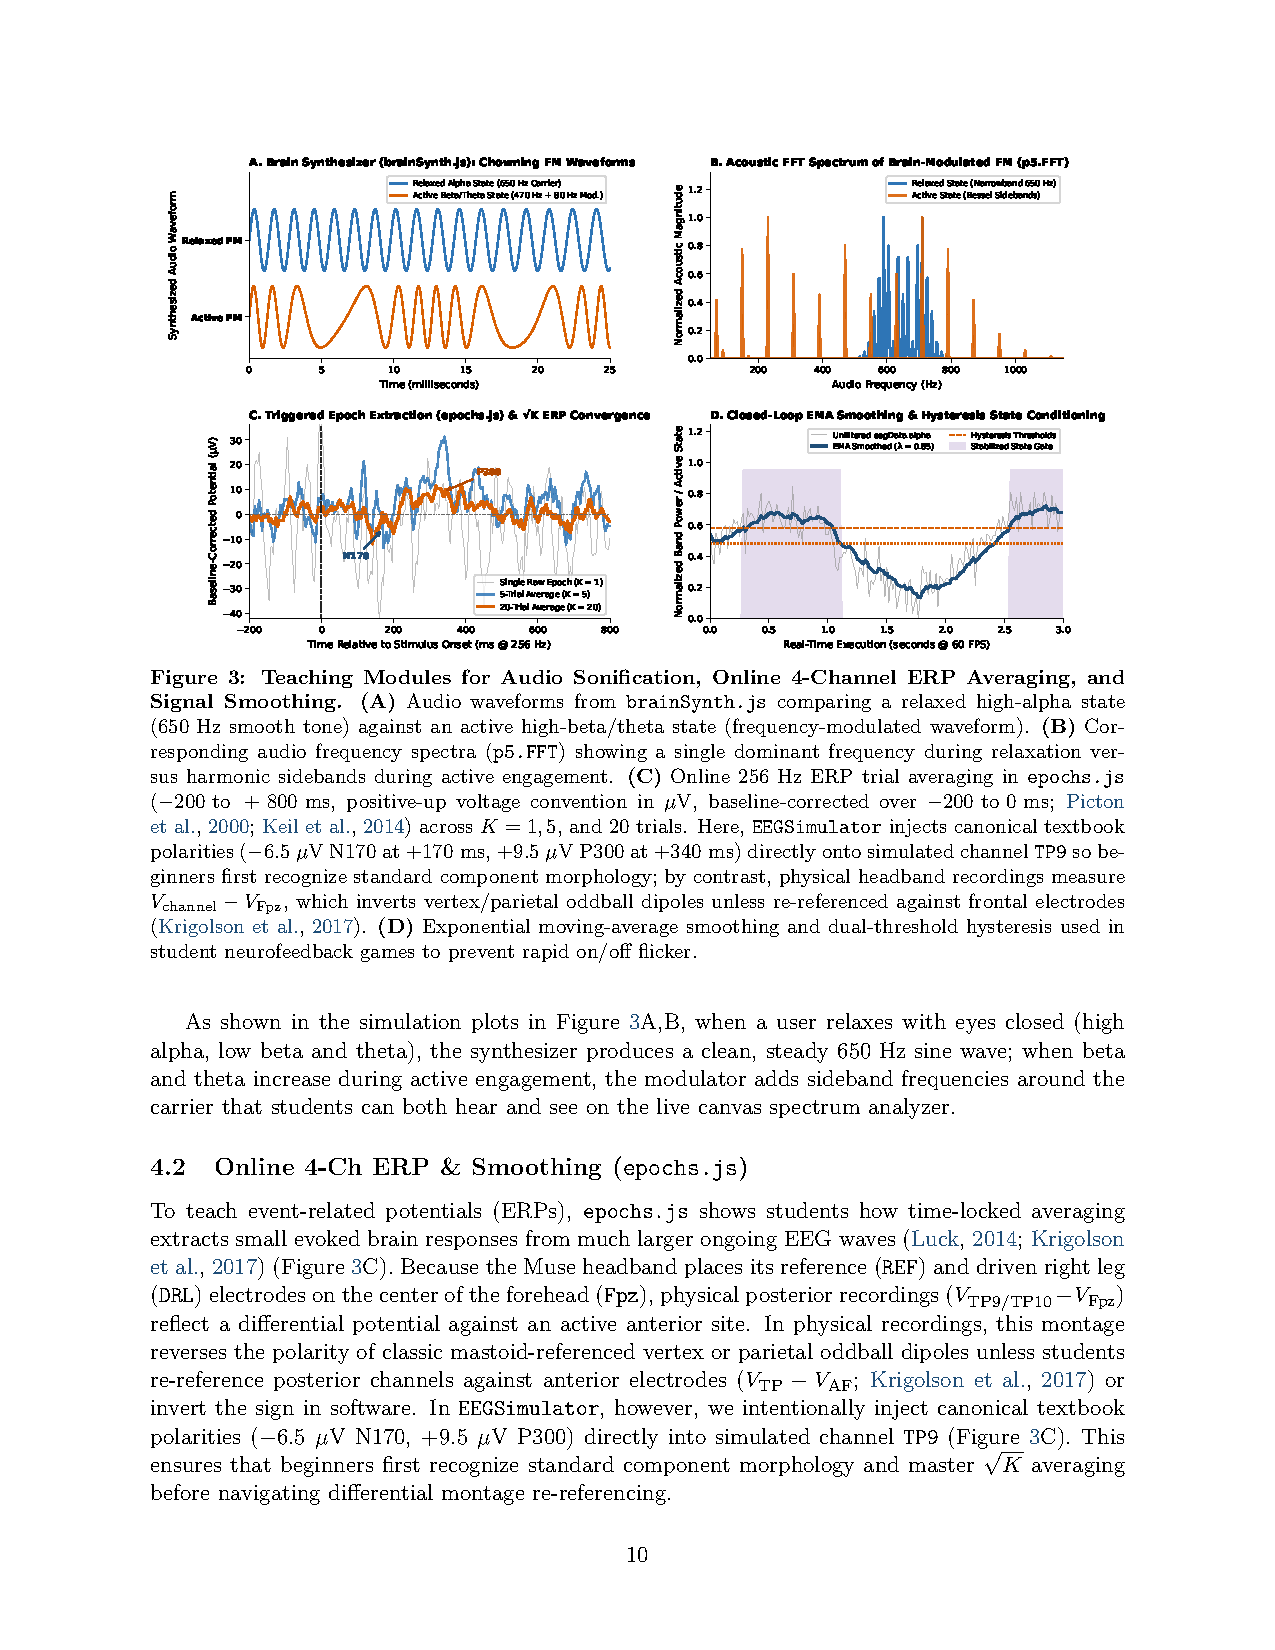 A. Brain Synthesizer (brainSynth.js): Chowning FM Waveforms
Relaxed Alpha State (650 Hz Carrier)
Active Beta/Theta State (470 Hz + 80 Hz Mod.)
Synthesized Audio Waveform
Relaxed FM
Active FM
0 5 10 15 20 25
Time (milliseconds)
B. Acoustic FFT Spectrum of Brain-Modulated FM (p5.FFT)
Relaxed State (Narrowband 650 Hz)
Active State (Bessel Sidebands)
Normalized Acoustic Magnitude
1.2
1.0
0.8
0.6
0.4
0.2
0.0
200 400 600 800 1000
Audio Frequency (Hz)
C. Triggered Epoch Extraction (epochs.js) & √K ERP Convergence
Baseline-Corrected Potential (μV)
30
20
10
0
−10
−20
−30
−40
P300
N170
Single Raw Epoch (K = 1)
5-Trial Average (K = 5)
20-Trial Average (K = 20)
−200 0 200 400 600 800
Time Relative to Stimulus Onset (ms @ 256 Hz)
D. Closed-Loop EMA Smoothing & Hysteresis State Conditioning
Normalized Band Power / Active State
1.2
1.0
0.8
0.6
0.4
0.2
0.0
Unfiltered eegData.alpha
EMA Smoothed (λ = 0.85)
Hysteresis Thresholds
Stabilized State Gate
0.0 0.5 1.0 1.5 2.0 2.5 3.0
Real-Time Execution (seconds @ 60 FPS)
Figure 3: Teaching Modules for Audio Sonification, Online 4-Channel ERP Averaging, and
Signal Smoothing. (A) Audio waveforms from brainSynth.js comparing a relaxed high-alpha state
(650 Hz smooth tone) against an active high-beta/theta state (frequency-modulated waveform). (B) Cor-
responding audio frequency spectra (p5.FFT) showing a single dominant frequency during relaxation ver-
sus harmonic sidebands during active engagement. (C) Online 256 Hz ERP trial averaging in epochs.js
(−200 to + 800 ms, positive-up voltage convention in μV, baseline-corrected over −200 to 0 ms; Picton
et al., 2000; Keil et al., 2014) across K = 1, 5, and 20 trials. Here, EEGSimulator injects canonical textbook
polarities (−6.5 μV N170 at +170 ms, +9.5 μV P300 at +340 ms) directly onto simulated channel TP9 so be-
ginners first recognize standard component morphology; by contrast, physical headband recordings measure
V_channel − V_Fpz, which inverts vertex/parietal oddball dipoles unless re-referenced against frontal electrodes
(Krigolson et al., 2017). (D) Exponential moving-average smoothing and dual-threshold hysteresis used in
student neurofeedback games to prevent rapid on/off flicker.
As shown in the simulation plots in Figure 3A,B, when a user relaxes with eyes closed (high
alpha, low beta and theta), the synthesizer produces a clean, steady 650 Hz sine wave; when beta
and theta increase during active engagement, the modulator adds sideband frequencies around the
carrier that students can both hear and see on the live canvas spectrum analyzer.
4.2 Online 4-Ch ERP & Smoothing (epochs.js)
To teach event-related potentials (ERPs), epochs.js shows students how time-locked averaging
extracts small evoked brain responses from much larger ongoing EEG waves (Luck, 2014; Krigolson
et al., 2017) (Figure 3C). Because the Muse headband places its reference (REF) and driven right leg
(DRL) electrodes on the center of the forehead (Fpz), physical posterior recordings (V_TP9/TP10 − V_Fpz)
reflect a differential potential against an active anterior site. In physical recordings, this montage
reverses the polarity of classic mastoid-referenced vertex or parietal oddball dipoles unless students
re-reference posterior channels against anterior electrodes (V_TP − V_AF; Krigolson et al., 2017) or
invert the sign in software. In EEGSimulator, however, we intentionally inject canonical textbook
polarities (−6.5 μV N170, +9.5 μV P300) directly into simulated channel TP9 (Figure 3C). This
ensures that beginners first recognize standard component morphology and master √K averaging
before navigating differential montage re-referencing.
10